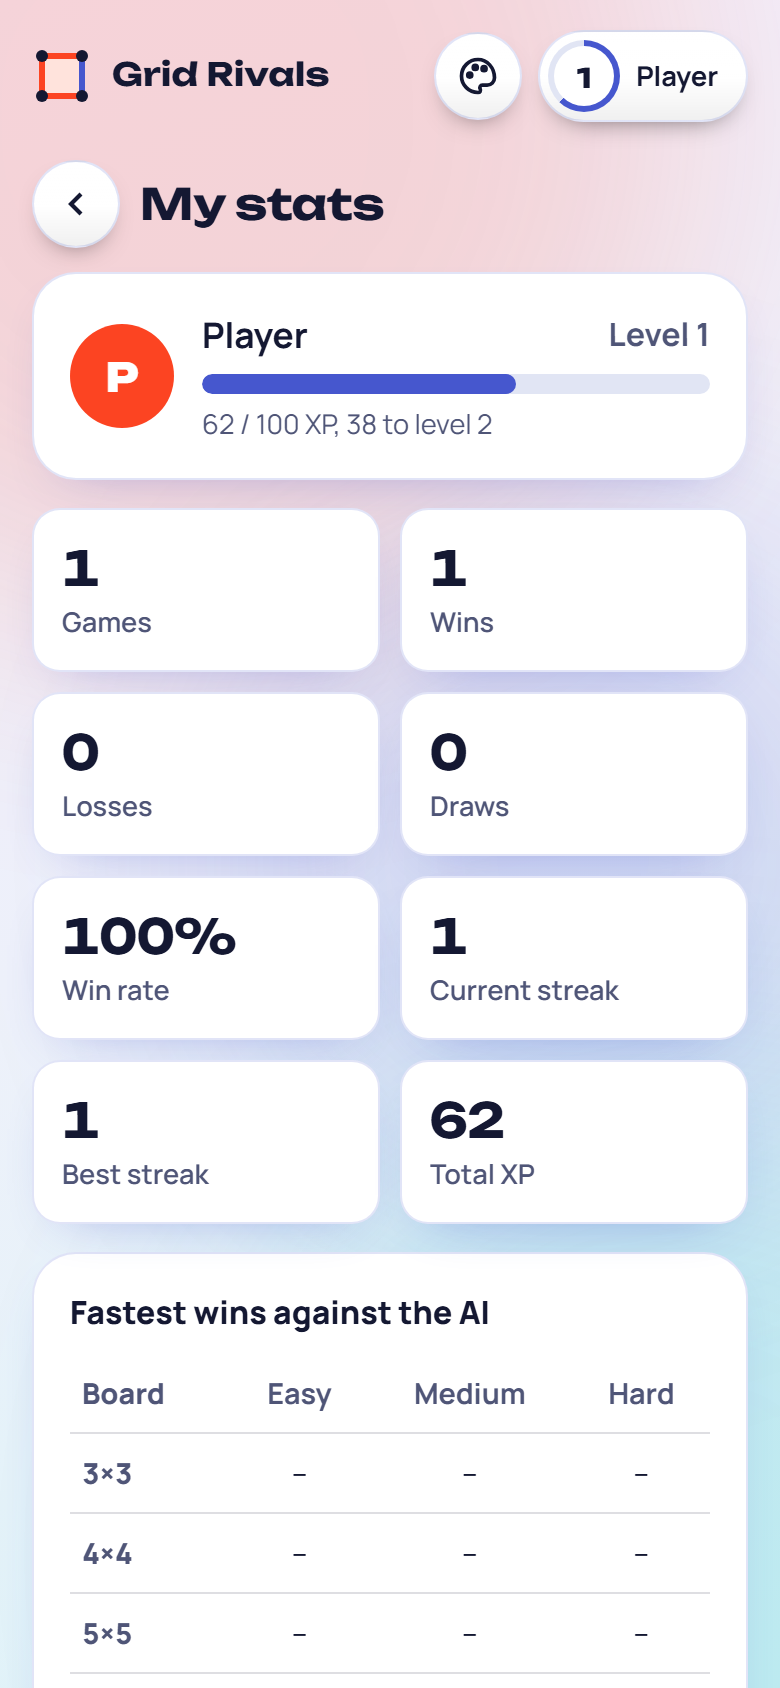 Grid Rivals
1
Player
My stats
P
Player
Level 1
62 / 100 XP, 38 to level 2
1
Games
1
Wins
0
Losses
0
Draws
100%
Win rate
1
Current streak
1
Best streak
62
Total XP
Fastest wins against the AI
Board Easy Medium Hard
3×3 – – –
4×4 – – –
5×5 – – –